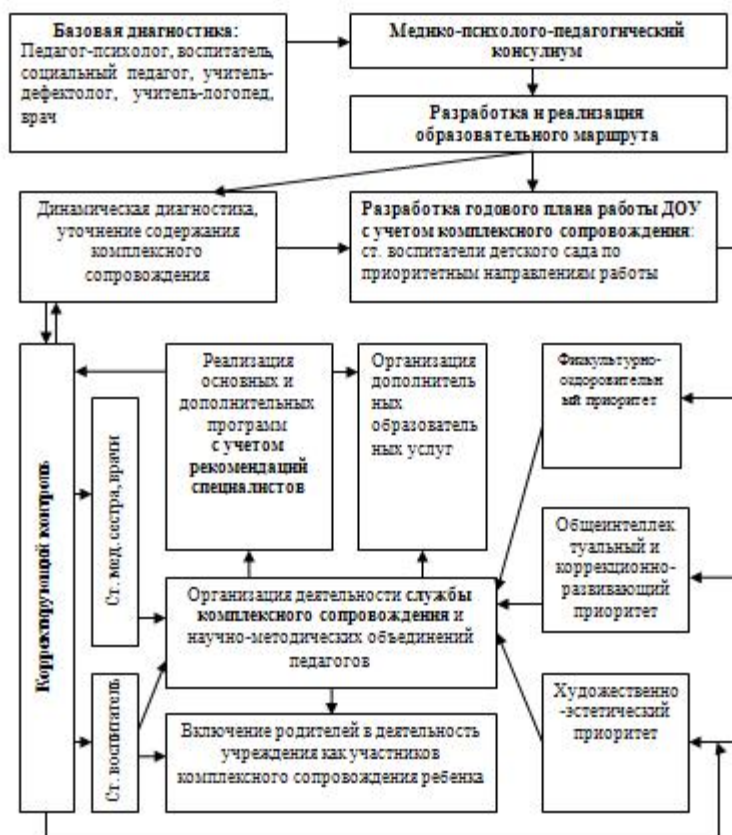 Базовая диагностика:
Педагог-психолог, воспитатель,
социальный педагог, учитель-
дефектолог, учитель-логопед,
врач
Медико-психолого-педагогический
консулиум
Разработка и реализация
образовательного маршрута
Динамическая диагностика,
уточнение содержания
комплексного
сопровождения
Разработка годового плана работы ДОУ
с учетом комплексного сопровождения:
ст. воспитатели детского сада по
приоритетным направлениям работы
Корректирующий контроль
Ст. мед. сестра, врачи
Ст. воспитатель
Реализация
основных и
дополнительных
программ
с учетом
рекомендаций
специалистов
Организация
дополнитель
ных
образователь
ных услуг
Физкультурно-
оздоровительн
ый приоритет
Общеинтеллек
туальный и
коррекционно-
развивающий
приоритет
Организация деятельности службы
комплексного сопровождения и
научно-методических объединений
педагогов
Художественно
-эстетический
приоритет
Включение родителей в деятельность
учреждения как участников
комплексного сопровождения ребенка